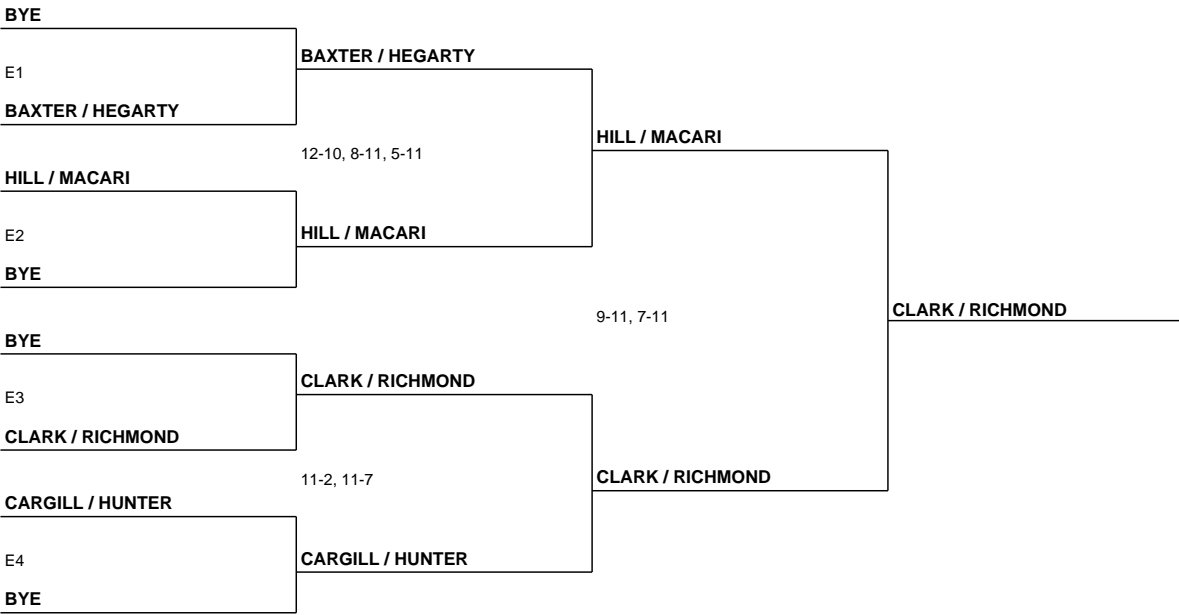 BYE
E1
BAXTER / HEGARTY
HILL / MACARI
E2
BYE
BYE
E3
CLARK / RICHMOND
CARGILL / HUNTER
E4
BYE
BAXTER / HEGARTY
12-10, 8-11, 5-11
HILL / MACARI
CLARK / RICHMOND
11-2, 11-7
CARGILL / HUNTER
HILL / MACARI
9-11, 7-11
CLARK / RICHMOND
CLARK / RICHMOND